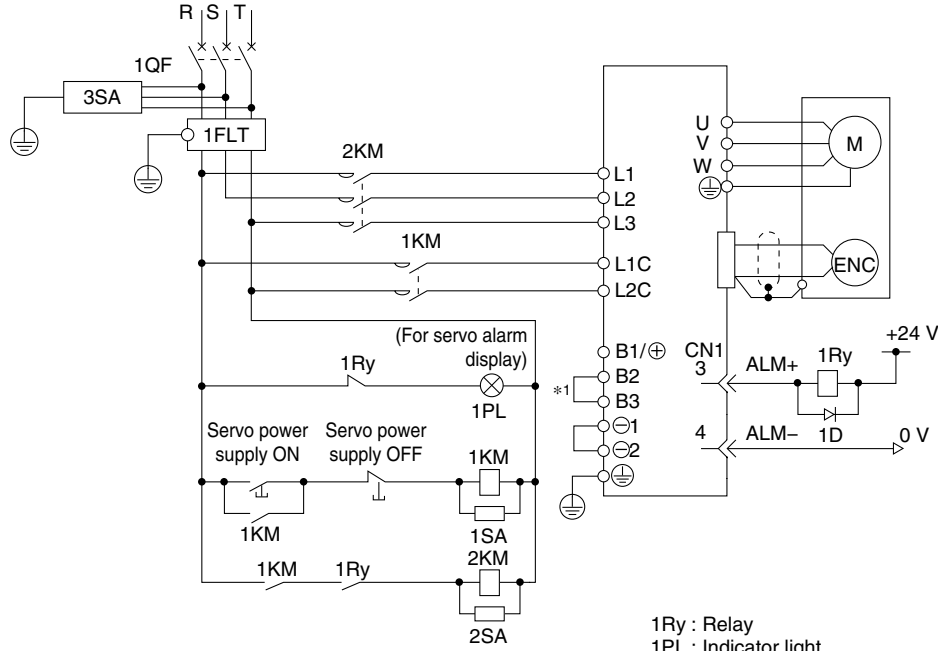 R S T
1QF
3SA
1FLT
2KM
U
V
W
M
L1
L2
L3
1KM
L1C
L2C
ENC
(For servo alarm
display)
1Ry
1PL
B1/⊕
B2
B3
*1
⊖1
⊖2
CN1
3
ALM+
1Ry
+24 V
1D
4
ALM−
0 V
Servo power
supply ON
Servo power
supply OFF
1KM
1KM
1SA
1KM
1Ry
2KM
2SA
1Ry : Relay
1PL : Indicator light